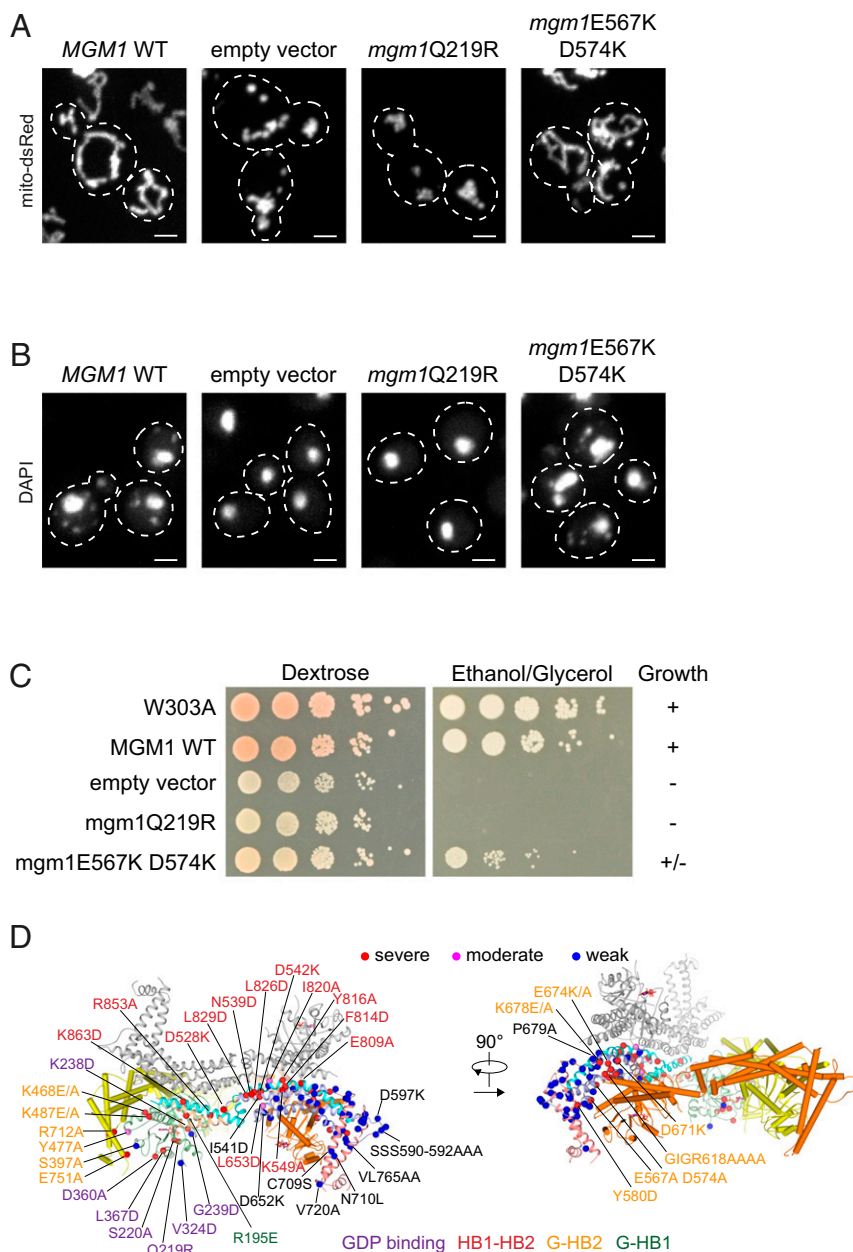 A
MGM1 WT
empty vector
mgm1Q219R
mgm1E567K
D574K
mito-dsRed
B
MGM1 WT
empty vector
mgm1Q219R
mgm1E567K
D574K
DAPI
C
Dextrose
Ethanol/Glycerol
Growth
W303A
+
MGM1 WT
+
empty vector
-
mgm1Q219R
-
mgm1E567K D574K
+/-
D
severe
moderate
weak
D542K
L826D
I820A
N539D
Y816A
R853A
L829D
F814D
K863D
D528K
E809A
K238D
K468E/A
K487E/A
R712A
Y477A
S397A
E751A
D360A
L367D
S220A
Q219R
V324D
G239D
R195E
I541D
L653D
D652K
K549A
C709S
V720A
N710L
VL765AA
SSS590-592AAA
D597K
90°
E674K/A
K678E/A
P679A
D671K
GIGR618AAAA
E567A D574A
Y580D
GDP binding
HB1-HB2
G-HB2
G-HB1